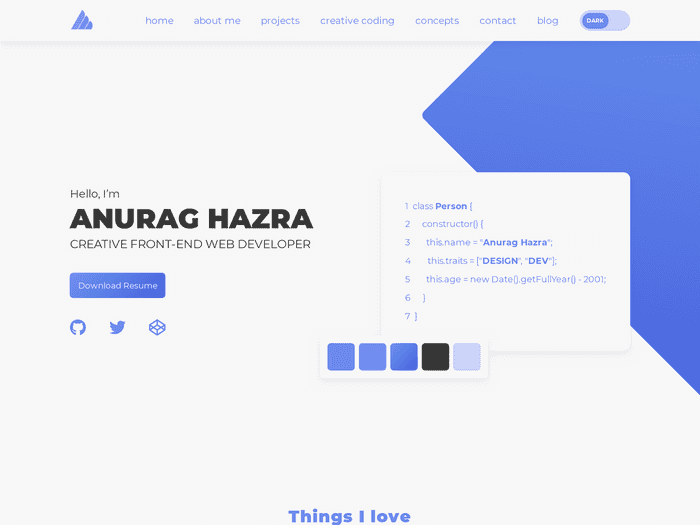 home about me projects creative coding concepts contact blog DARK
Hello, I'm
ANURAG HAZRA
CREATIVE FRONT-END WEB DEVELOPER
Download Resume
1 class Person {
2 constructor() {
3 this.name = "Anurag Hazra";
4 this.traits = ["DESIGN", "DEV"];
5 this.age = new Date().getFullYear() - 2001;
6 }
7 }
Things I love